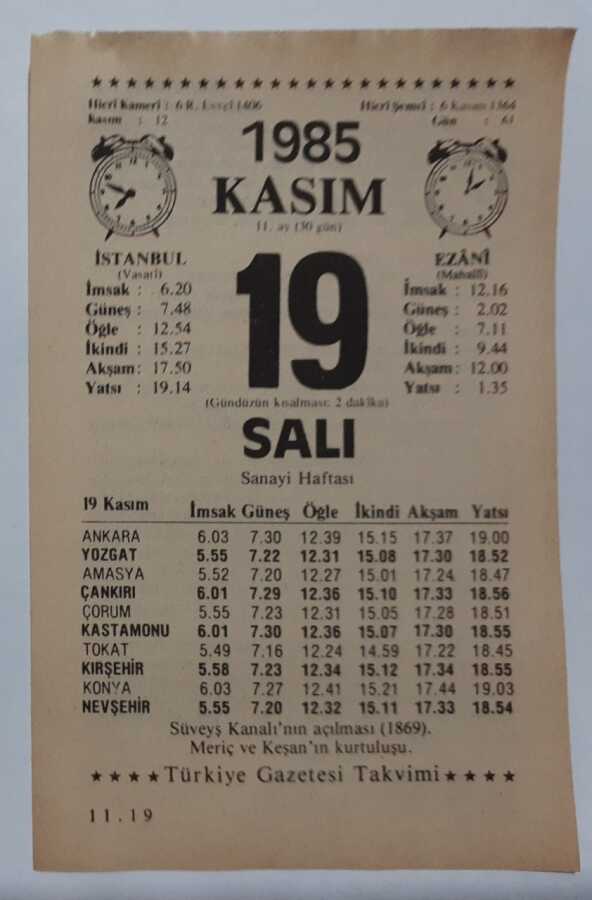 ★★★★★★★★★★★★★★★★★★★★★★★★★★
Hicri kameri : 6 R. Evvel 1406
Hicri Şemsi : 6 Kasım 1364
Kasım : 12
Gün :
1985
KASIM
11. ay (30 gün)
19
İSTANBUL
(Vasati)
İmsak : 6.20
Güneş : 7.48
Öğle : 12.54
İkindi : 15.27
Akşam : 17.50
Yatsı : 19.14
EZÂNÎ
(Mahallî)
İmsak : 12.16
Güneş : 2.02
Öğle : 7.11
İkindi : 9.44
Akşam : 12.00
Yatsı : 1.35
(Gündüzün kısalması: 2 dakika)
SALI
Sanayi Haftası
19 Kasım İmsak Güneş Öğle İkindi Akşam Yatsı
ANKARA 6.03 7.30 12.39 15.15 17.37 19.00
YOZGAT 5.55 7.22 12.31 15.08 17.30 18.52
AMASYA 5.52 7.20 12.27 15.01 17.24 18.47
ÇANKIRI 6.01 7.29 12.36 15.10 17.33 18.56
ÇORUM 5.55 7.23 12.31 15.05 17.28 18.51
KASTAMONU 6.01 7.30 12.36 15.07 17.30 18.55
TOKAT 5.49 7.16 12.24 14.59 17.22 18.45
KIRŞEHİR 5.58 7.23 12.34 15.12 17.34 18.55
KONYA 6.03 7.27 12.41 15.21 17.44 19.03
NEVŞEHİR 5.55 7.20 12.32 15.11 17.33 18.54
Süveyş Kanalı'nın açılması (1869).
Meriç ve Keşan'ın kurtuluşu.
★★★★Türkiye Gazetesi Takvimi★★★★
11.19